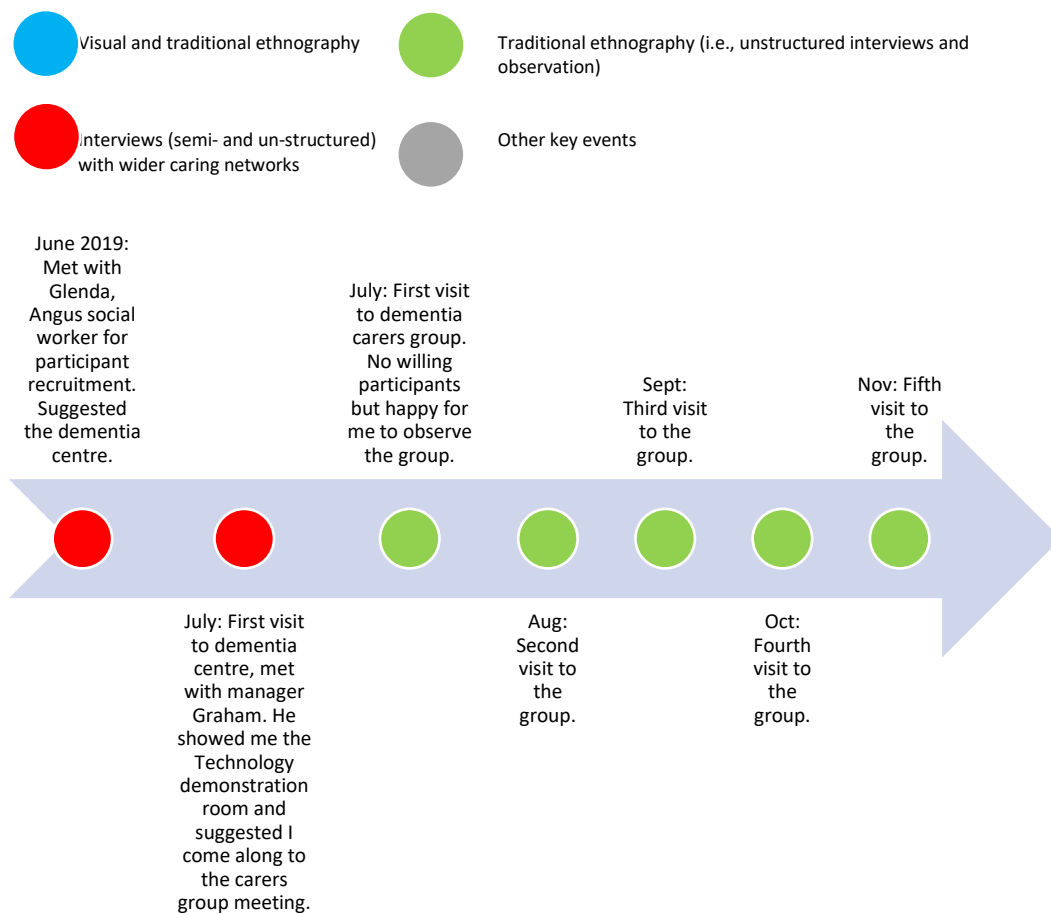 Visual and traditional ethnography
Traditional ethnography (i.e., unstructured interviews and
observation)
Interviews (semi- and un-structured)
with wider caring networks
Other key events
June 2019:
Met with
Glenda,
Angus social
worker for
participant
recruitment.
Suggested
the dementia
centre.
July: First visit
to dementia
centre, met
with manager
Graham. He
showed me the
Technology
demonstration
room and
suggested I
come along to
the carers
group meeting.
July: First visit
to dementia
carers group.
No willing
participants
but happy for
me to observe
the group.
Aug:
Second
visit to
the
group.
Sept:
Third visit
to the
group.
Oct:
Fourth
visit to
the
group.
Nov: Fifth
visit to
the
group.